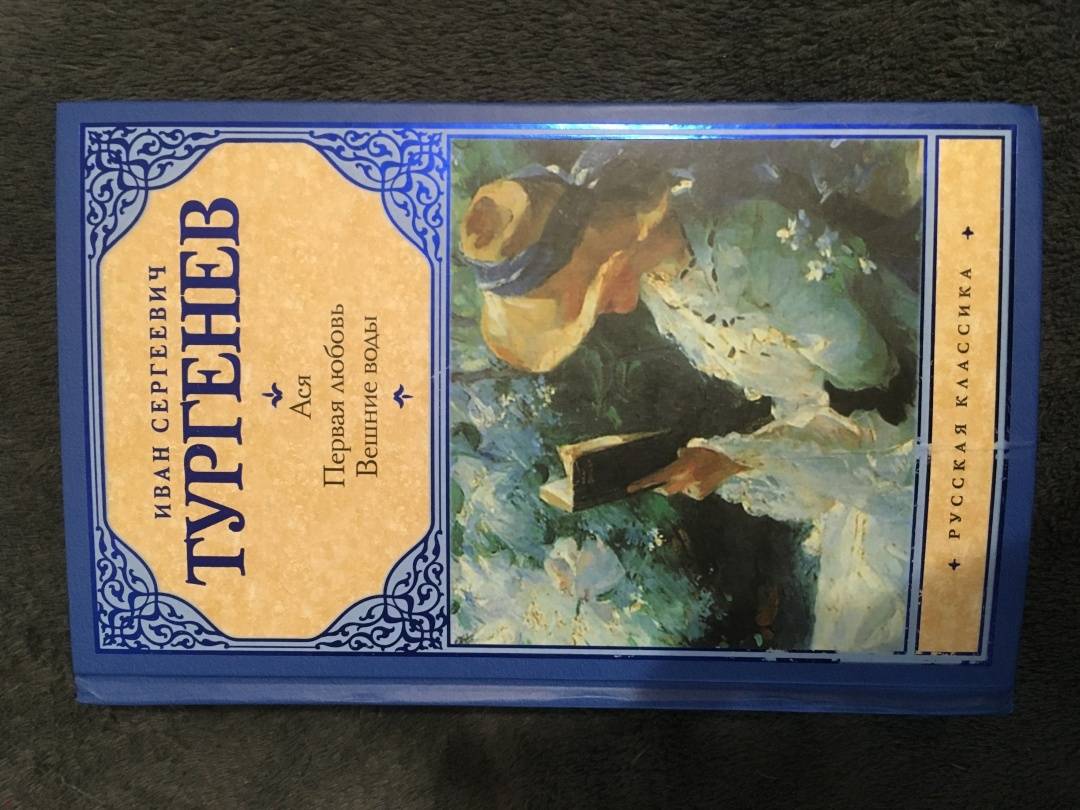 ИВАН СЕРГЕЕВИЧ
ТУРГЕНЕВ
Ася
Первая любовь
Вешние воды
РУССКАЯ КЛАССИКА